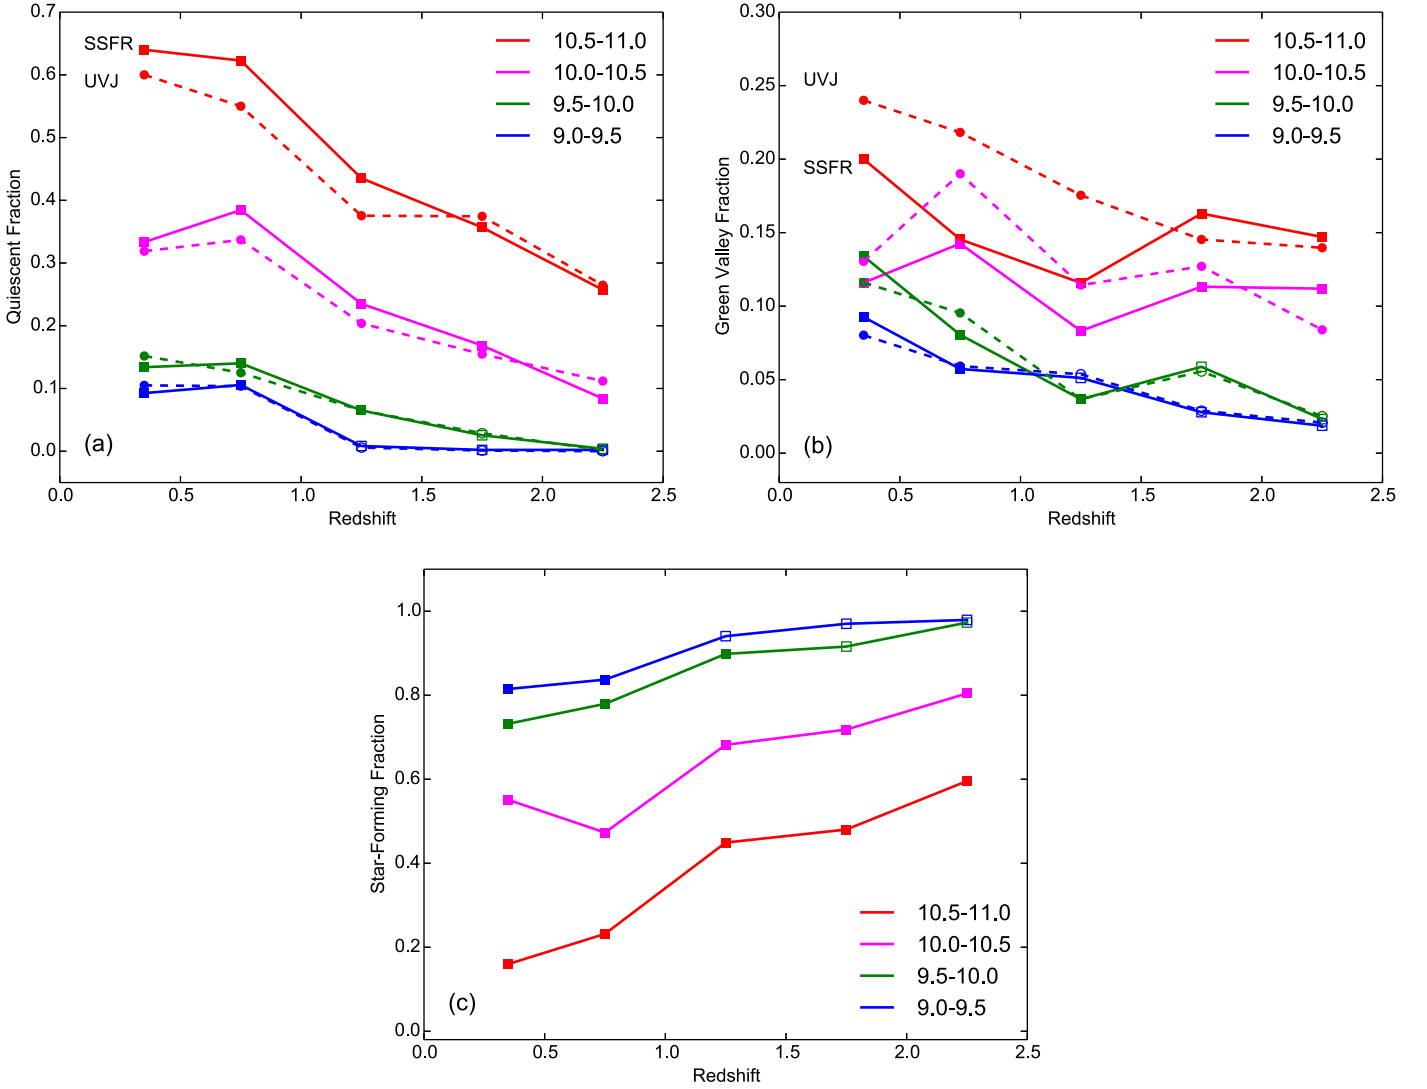 0.7
0.6
0.5
0.4
0.3
0.2
0.1
0.0
Quiescent Fraction
SSFR
UVJ
10.5-11.0
10.0-10.5
9.5-10.0
9.0-9.5
(a)
0.0 0.5 1.0 1.5 2.0 2.5
Redshift
0.30
0.25
0.20
0.15
0.10
0.05
0.00
Green Valley Fraction
UVJ
SSFR
10.5-11.0
10.0-10.5
9.5-10.0
9.0-9.5
(b)
0.0 0.5 1.0 1.5 2.0 2.5
Redshift
1.0
0.8
0.6
0.4
0.2
0.0
Star-Forming Fraction
10.5-11.0
10.0-10.5
9.5-10.0
9.0-9.5
(c)
0.0 0.5 1.0 1.5 2.0 2.5
Redshift